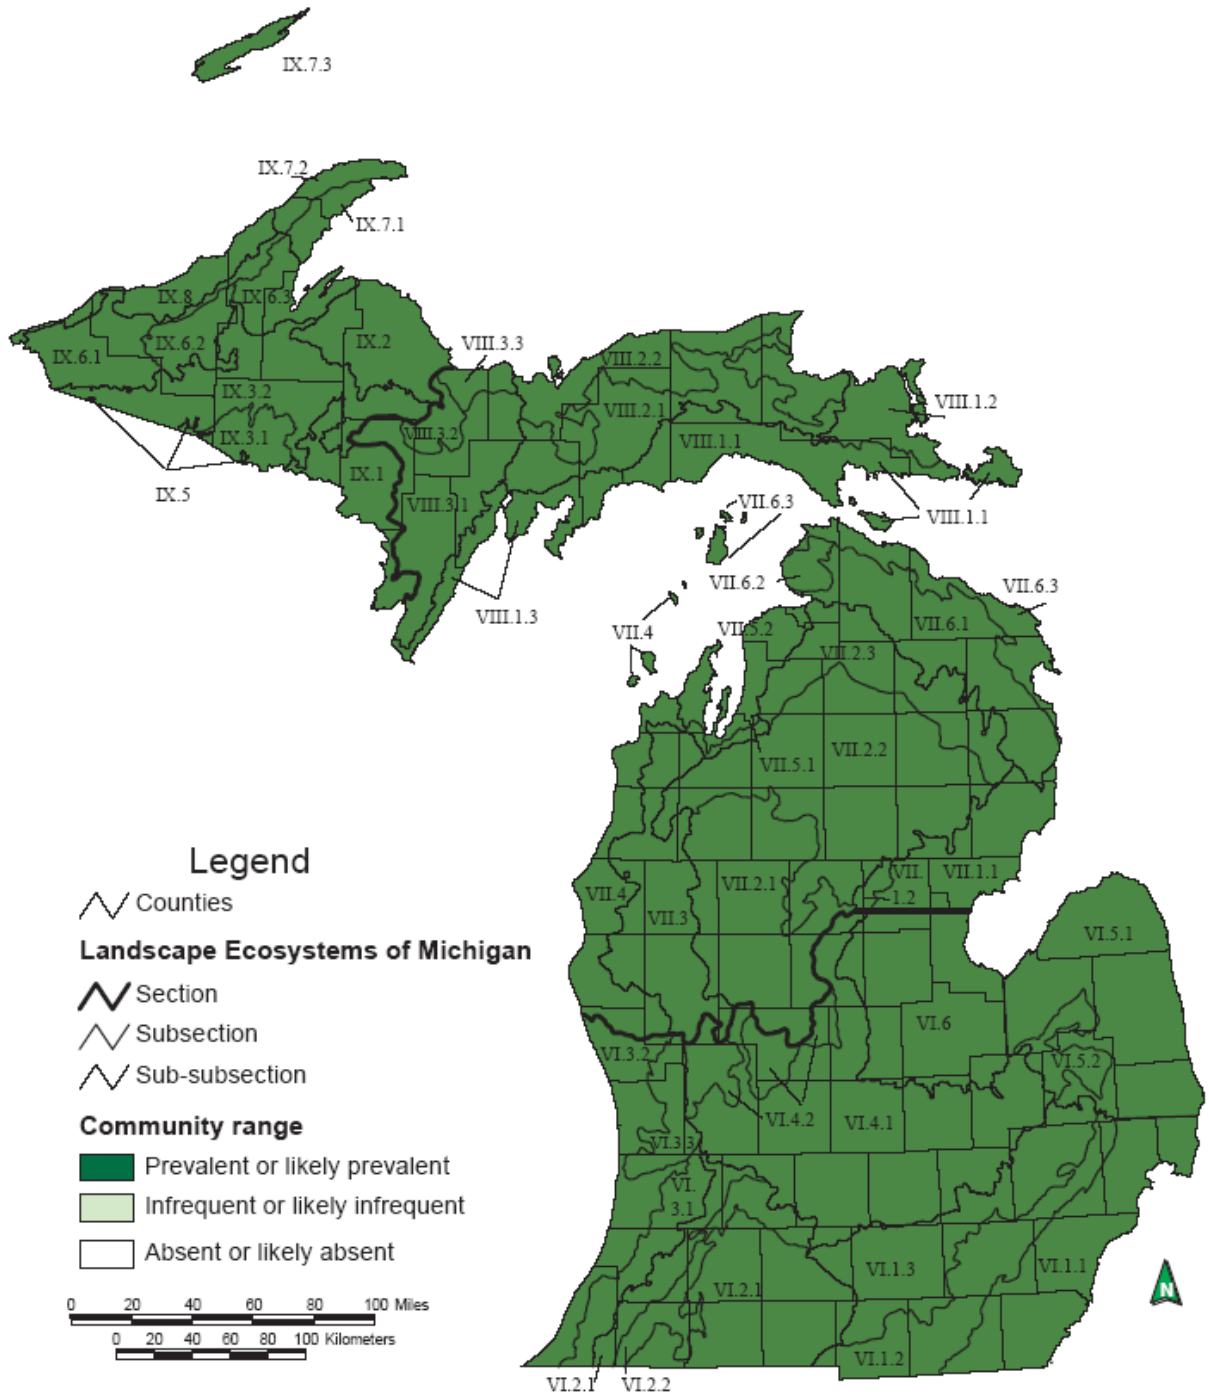 IX.7.3
IX.7.2
IX.7.1
IX.8
IX.6.3
IX.6.1
IX.6.2
IX.2
VIII.3.3
VIII.2.2
IX.3.2
VIII.2.1
VIII.1.2
IX.3.1
VIII.3.2
VIII.1.1
IX.1
IX.5
VIII.3.1
VII.6.3
VIII.1.1
VII.6.2
VII.6.3
VIII.1.3
VII.4
VII.5.2
VII.6.1
VII.2.3
VII.5.1
VII.2.2
VII.4
VII.3
VII.2.1
VII.
1.2
VII.1.1
VI.5.1
VI.6
VI.3.2
VI.5.2
VI.4.2
VI.4.1
VI.3.3
VI.
3.1
VI.2.1
VI.1.3
VI.1.1
VI.1.2
VI.2.1
VI.2.2
Legend
Counties
Landscape Ecosystems of Michigan
Section
Subsection
Sub-subsection
Community range
Prevalent or likely prevalent
Infrequent or likely infrequent
Absent or likely absent
0 20 40 60 80 100 Miles
0 20 40 60 80 100 Kilometers
N